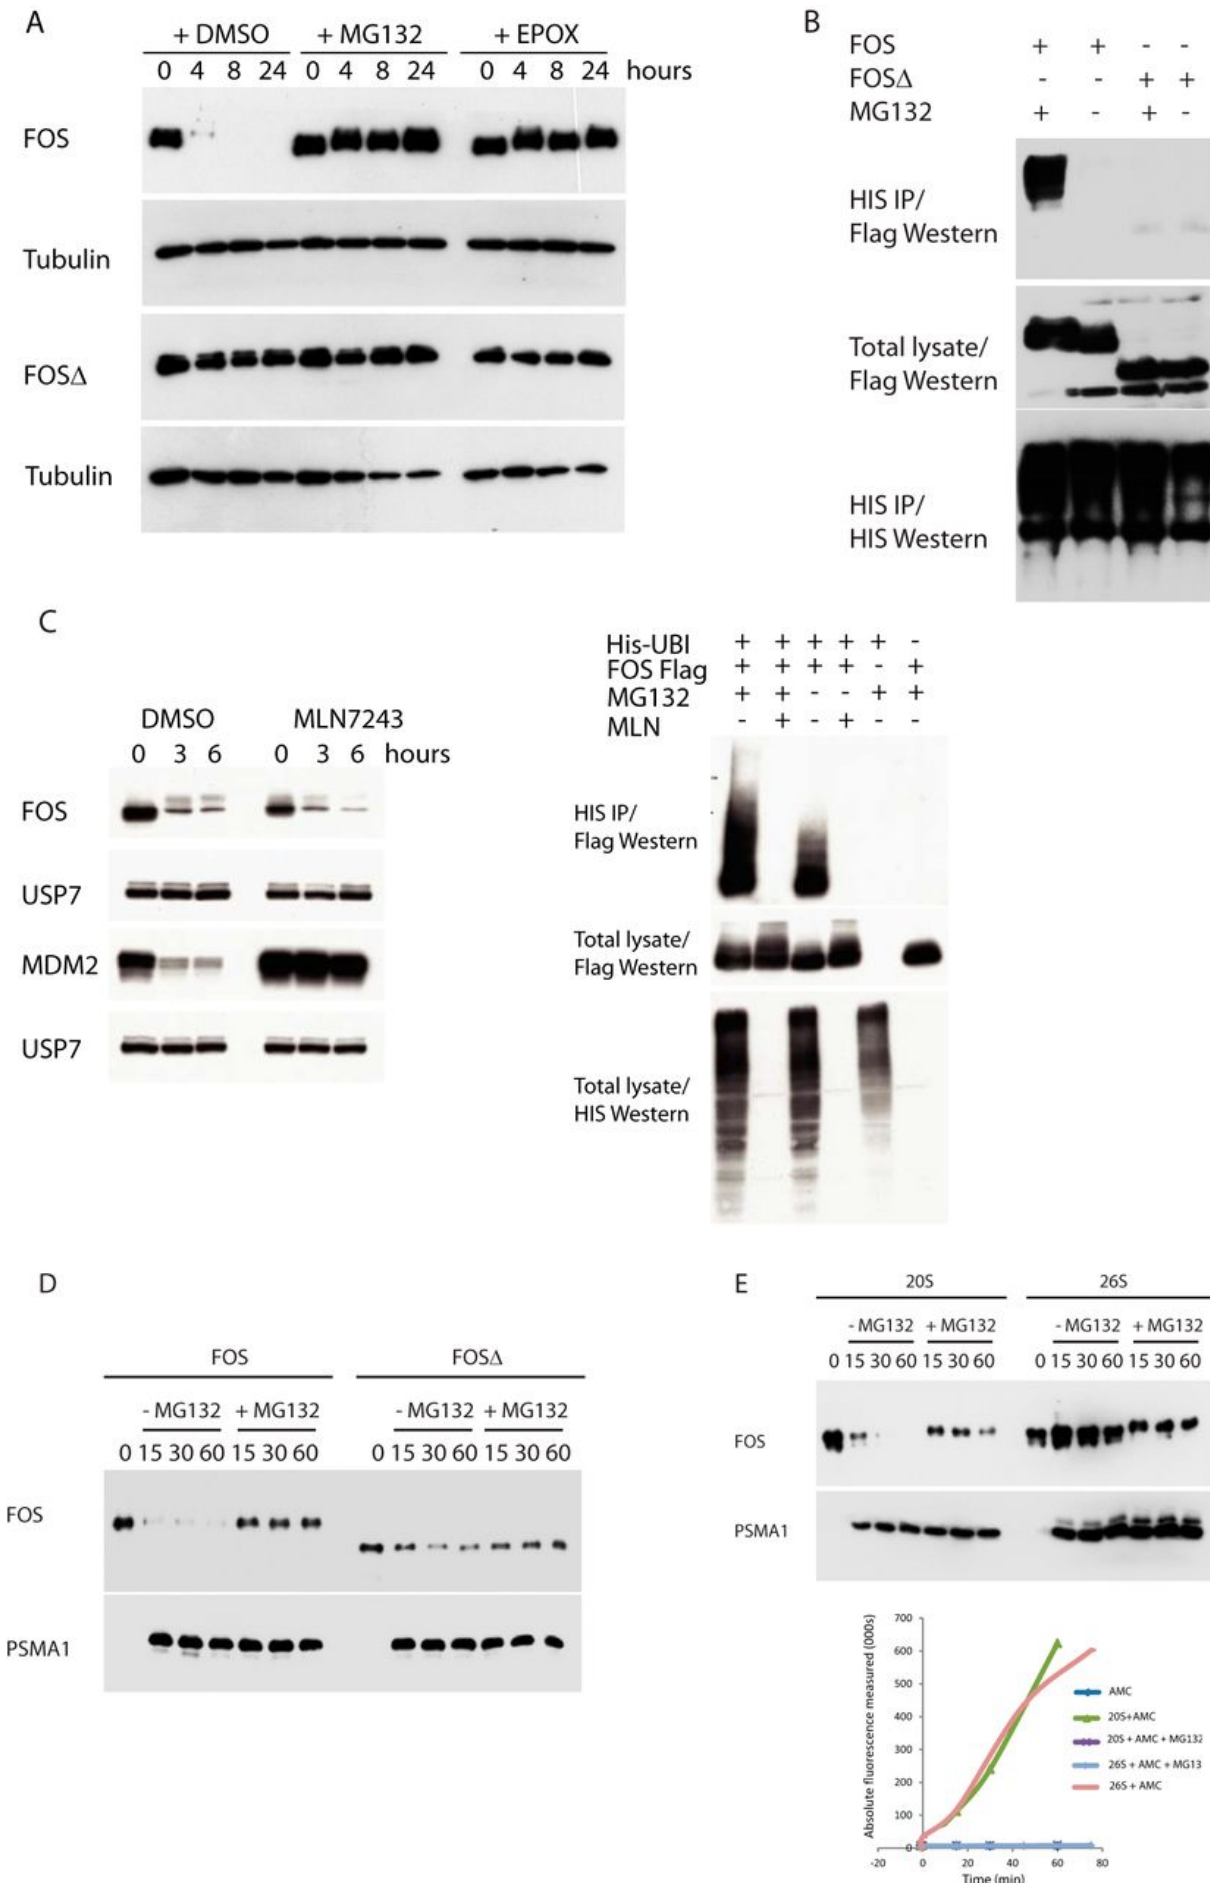 A
+ DMSO + MG132 + EPOX
0 4 8 24 0 4 8 24 0 4 8 24 hours
FOS
Tubulin
FOSΔ
Tubulin
B
FOS + + - -
FOSΔ - - + +
MG132 + - + -
HIS IP/
Flag Western
Total lysate/
Flag Western
HIS IP/
HIS Western
C
DMSO MLN7243
0 3 6 0 3 6 hours
FOS
USP7
MDM2
USP7
His-UBI + + + + + -
FOS Flag + + + + - +
MG132 + + - - + +
MLN - + - + - -
HIS IP/
Flag Western
Total lysate/
Flag Western
Total lysate/
HIS Western
D
FOS FOSΔ
- MG132 + MG132 - MG132 + MG132
0 15 30 60 15 30 60 0 15 30 60 15 30 60
FOS
PSMA1
E
20S 26S
- MG132 + MG132 - MG132 + MG132
0 15 30 60 15 30 60 0 15 30 60 15 30 60
FOS
PSMA1
Absolute fluorescence measured (000s)
700
600
500
400
300
200
100
0
-20 0 20 40 60 80
Time (min)
AMC
20S+AMC
20S + AMC + MG132
26S + AMC + MG13
26S + AMC